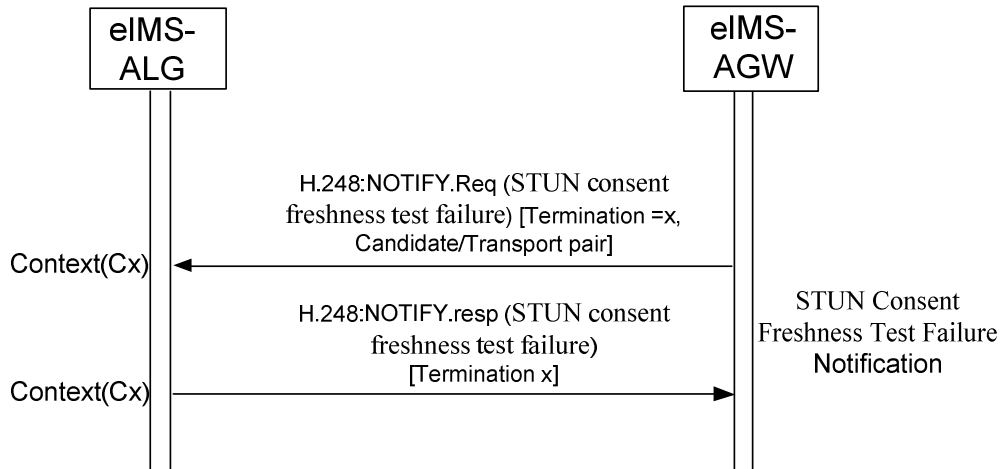 eIMS-
ALG
eIMS-
AGW
H.248:NOTIFY.Req (STUN consent
freshness test failure) [Termination =x,
Candidate/Transport pair]
Context(Cx)
H.248:NOTIFY.resp (STUN consent
freshness test failure)
[Termination x]
STUN Consent
Freshness Test Failure
Notification
Context(Cx)